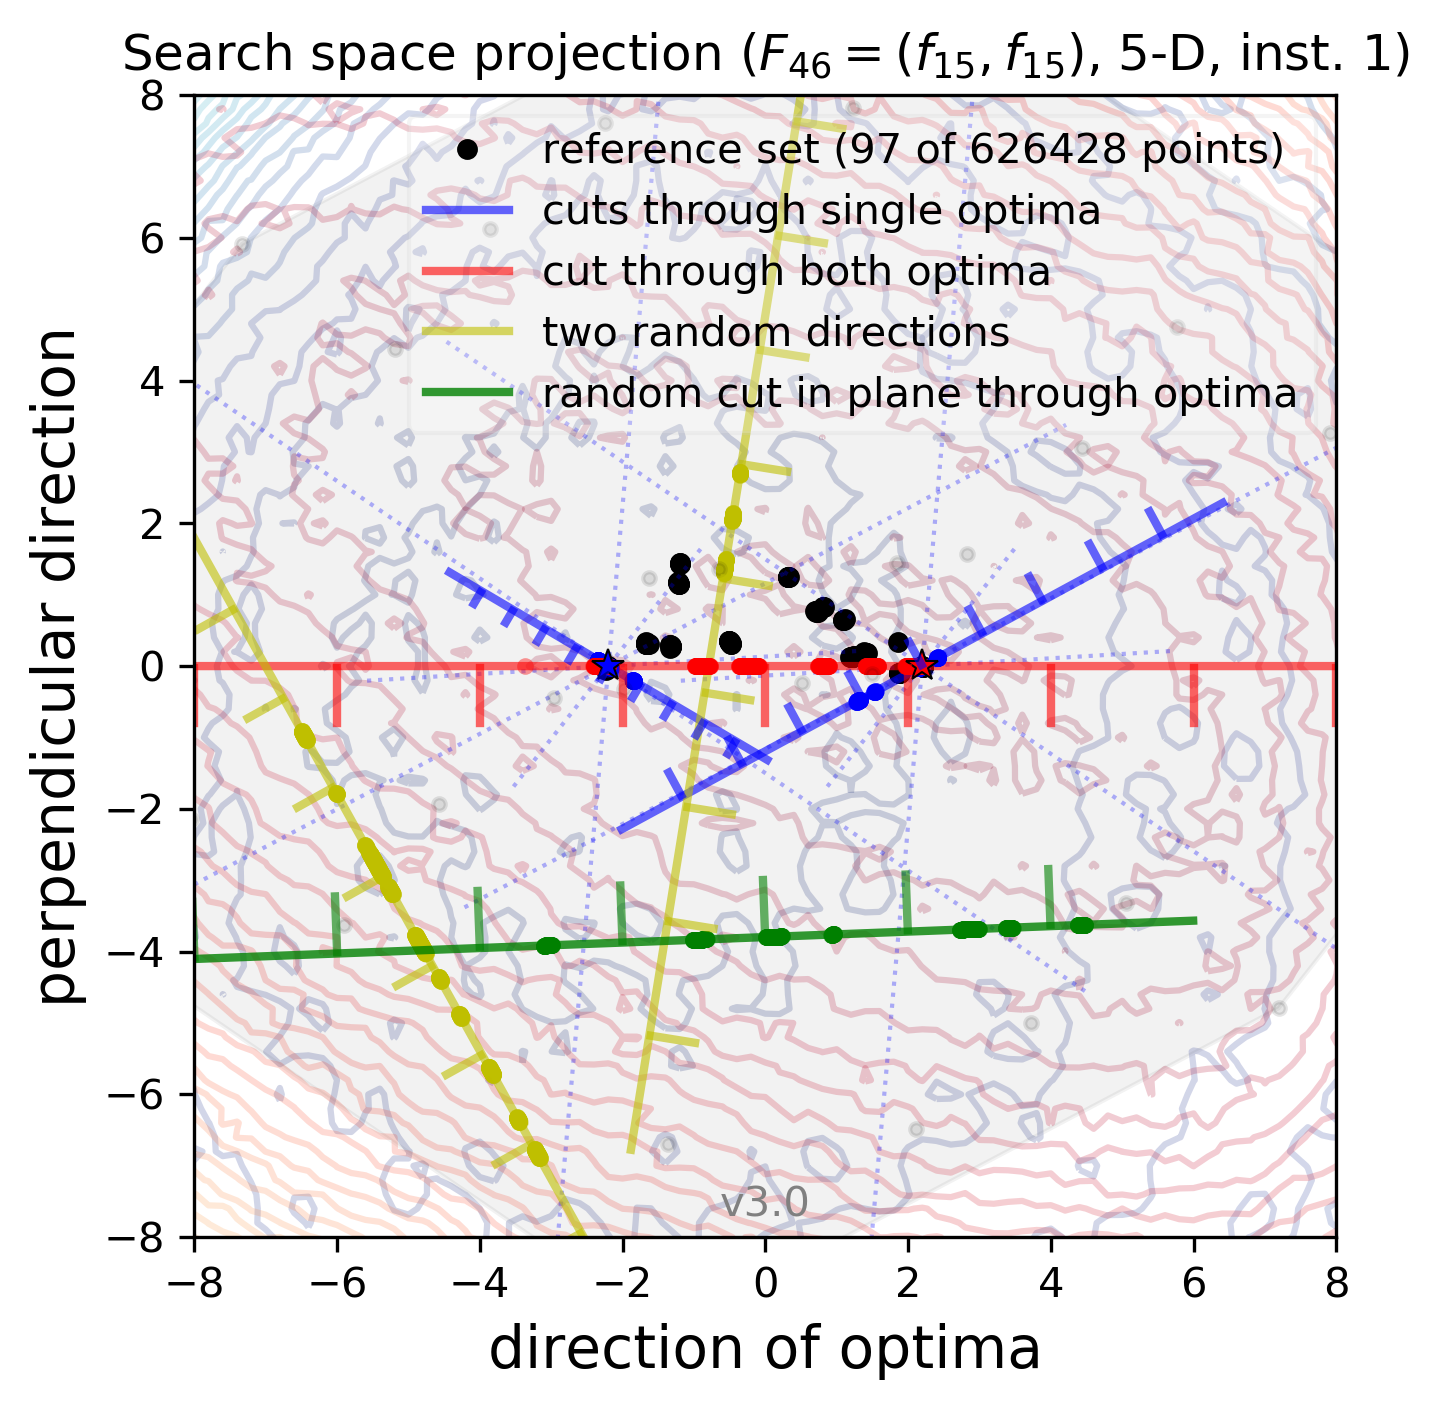 Search space projection (F₄₆ = (f₁₅, f₁₅), 5-D, inst. 1)
reference set (97 of 626428 points)
cuts through single optima
cut through both optima
two random directions
random cut in plane through optima
8
6
4
2
0
−2
−4
−6
−8
perpendicular direction
v3.0
−8 −6 −4 −2 0 2 4 6 8
direction of optima